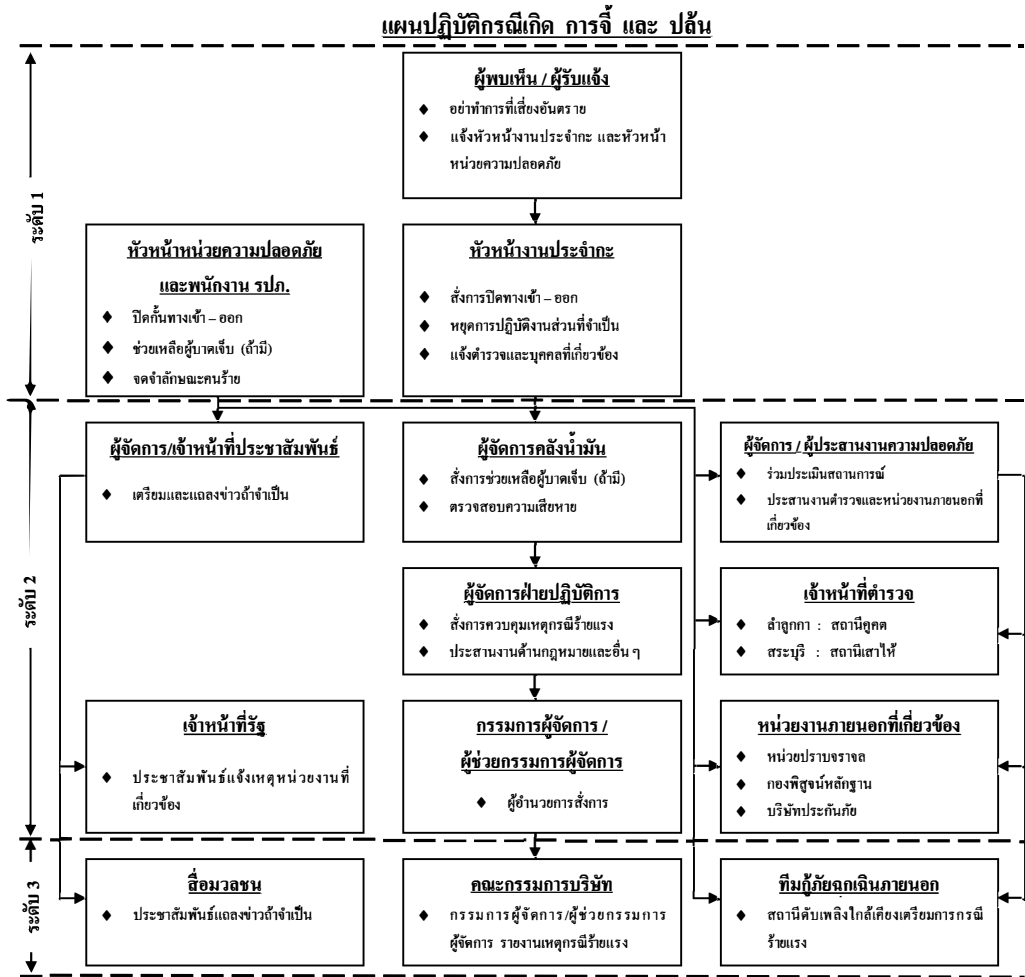 แผนปฏิบัติกรณีเกิด การจี้ และ ปล้น
ระดับ 1
ผู้พบเห็น / ผู้รับแจ้ง
♦ อย่าทำการที่เสี่ยงอันตราย
♦ แจ้งหัวหน้างานประจำกะ และหัวหน้า
หน่วยความปลอดภัย
หัวหน้าหน่วยความปลอดภัย
และพนักงาน รปภ.
♦ ปิดกั้นทางเข้า – ออก
♦ ช่วยเหลือผู้บาดเจ็บ (ถ้ามี)
♦ จดจำลักษณะคนร้าย
หัวหน้างานประจำกะ
♦ สั่งการปิดทางเข้า – ออก
♦ หยุดการปฏิบัติงานส่วนที่จำเป็น
♦ แจ้งตำรวจและบุคคลที่เกี่ยวข้อง
ระดับ 2
ผู้จัดการ/เจ้าหน้าที่ประชาสัมพันธ์
♦ เตรียมและแถลงข่าวถ้าจำเป็น
ผู้จัดการคลังน้ำมัน
♦ สั่งการช่วยเหลือผู้บาดเจ็บ (ถ้ามี)
♦ ตรวจสอบความเสียหาย
ผู้จัดการ / ผู้ประสานงานความปลอดภัย
♦ ร่วมประเมินสถานการณ์
♦ ประสานงานตำรวจและหน่วยงานภายนอกที่
เกี่ยวข้อง
ผู้จัดการฝ่ายปฏิบัติการ
♦ สั่งการควบคุมเหตุกรณีร้ายแรง
♦ ประสานงานด้านกฎหมายและอื่น ๆ
เจ้าหน้าที่ตำรวจ
♦ ลำลูกกา : สถานีคูคต
♦ สระบุรี : สถานีเสาไห้
เจ้าหน้าที่รัฐ
♦ ประชาสัมพันธ์แจ้งเหตุหน่วยงานที่
เกี่ยวข้อง
กรรมการผู้จัดการ /
ผู้ช่วยกรรมการผู้จัดการ
♦ ผู้อำนวยการสั่งการ
หน่วยงานภายนอกที่เกี่ยวข้อง
♦ หน่วยปราบจราจล
♦ กองพิสูจน์หลักฐาน
♦ บริษัทประกันภัย
ระดับ 3
สื่อมวลชน
♦ ประชาสัมพันธ์แถลงข่าวถ้าจำเป็น
คณะกรรมการบริษัท
♦ กรรมการผู้จัดการ/ผู้ช่วยกรรมการ
ผู้จัดการ รายงานเหตุกรณีร้ายแรง
ทีมกู้ภัยฉุกเฉินภายนอก
♦ สถานีดับเพลิงใกล้เคียงเตรียมการกรณี
ร้ายแรง